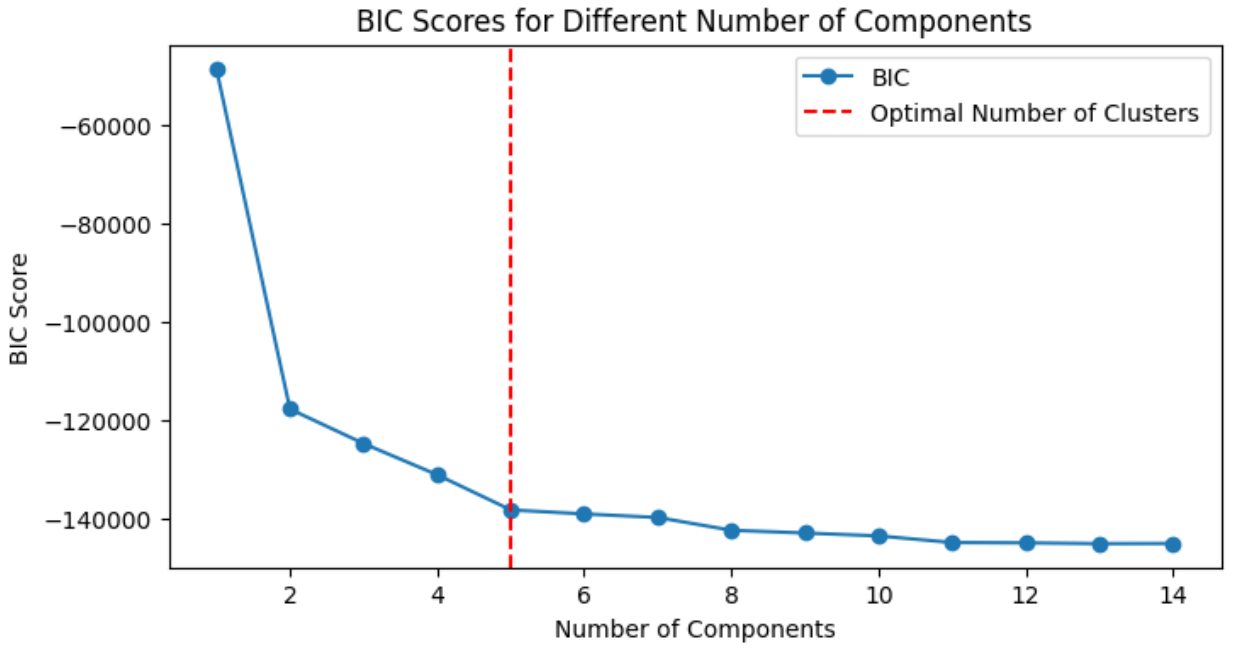 BIC Scores for Different Number of Components
BIC
Optimal Number of Clusters
BIC Score
−60000
−80000
−100000
−120000
−140000
2 4 6 8 10 12 14
Number of Components